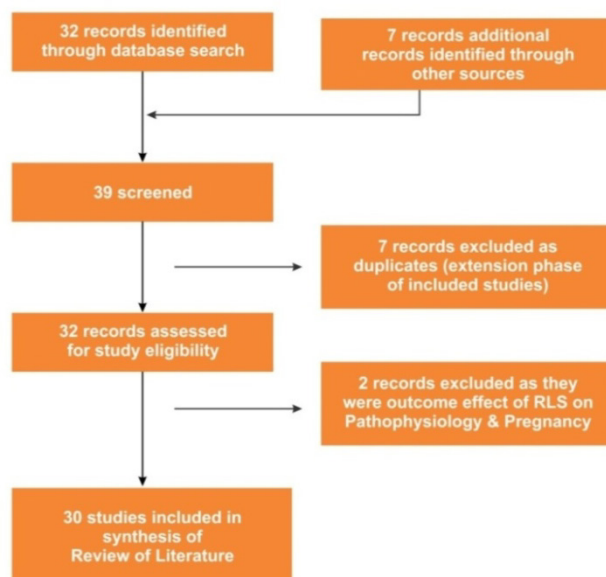 32 records identified
through database search
7 records additional
records identified through
other sources
39 screened
7 records excluded as
duplicates (extension phase
of included studies)
32 records assessed
for study eligibility
2 records excluded as they
were outcome effect of RLS on
Pathophysiology & Pregnancy
30 studies included in
synthesis of
Review of Literature